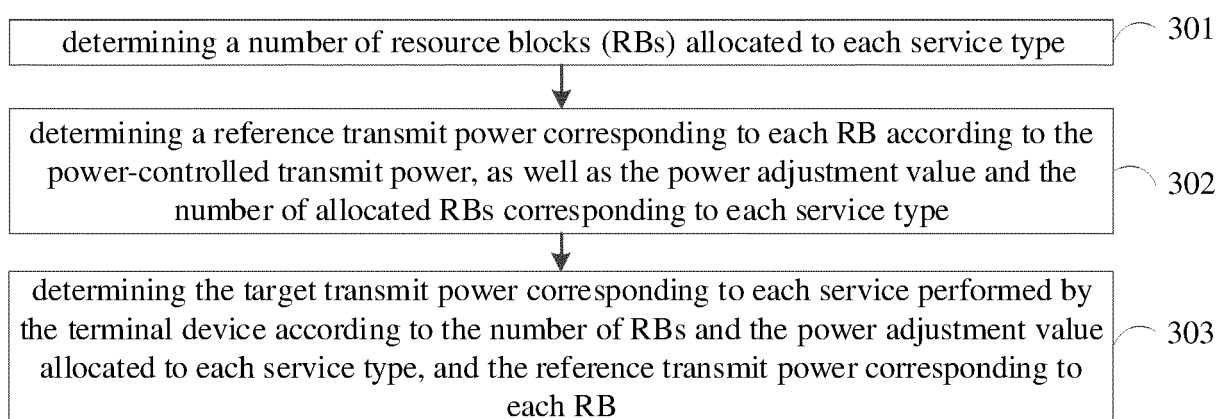 determining a number of resource blocks (RBs) allocated to each service type
301
determining a reference transmit power corresponding to each RB according to the
power-controlled transmit power, as well as the power adjustment value and the
number of allocated RBs corresponding to each service type
302
determining the target transmit power corresponding to each service performed by
the terminal device according to the number of RBs and the power adjustment value
allocated to each service type, and the reference transmit power corresponding to
each RB
303